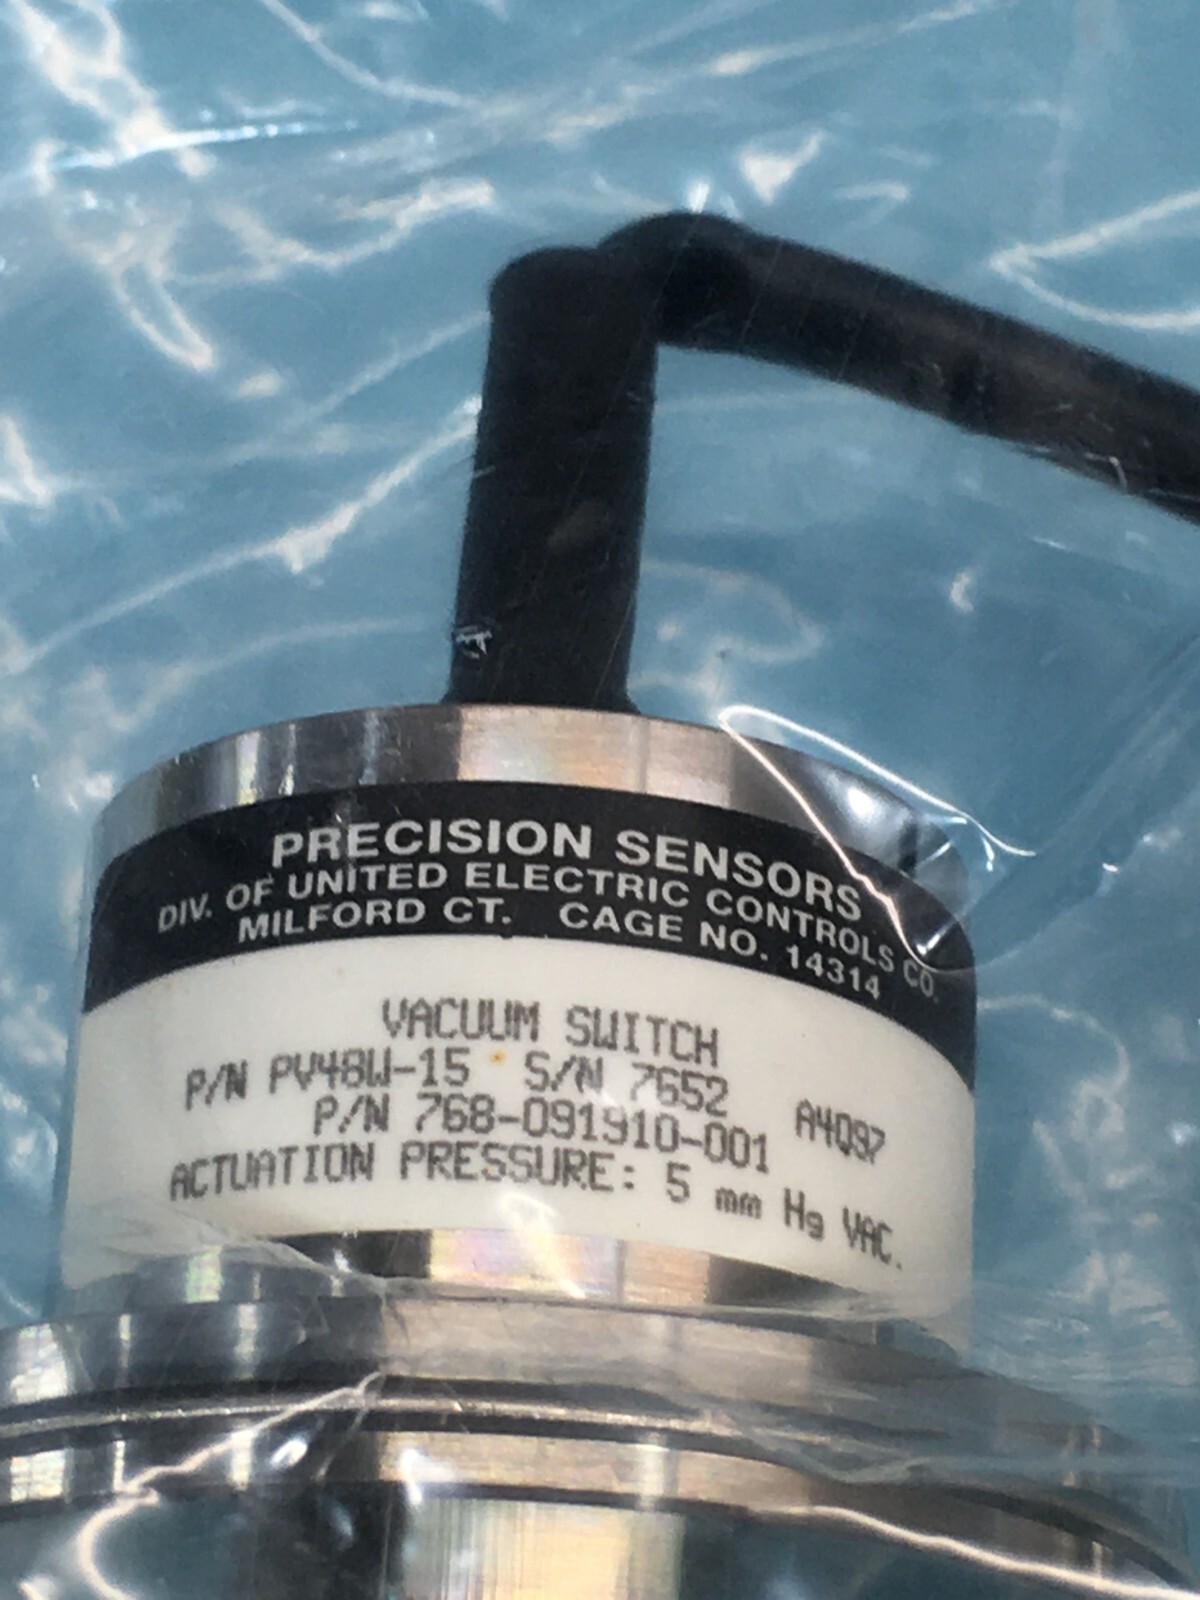 PRECISION SENSORS
DIV. OF UNITED ELECTRIC CONTROLS CO.
MILFORD CT. CAGE NO. 14314
VACUUM SWITCH
P/N PV48W-15 S/N 7652
P/N 768-091910-001 A4Q97
ACTUATION PRESSURE: 5 mm Hg VAC.